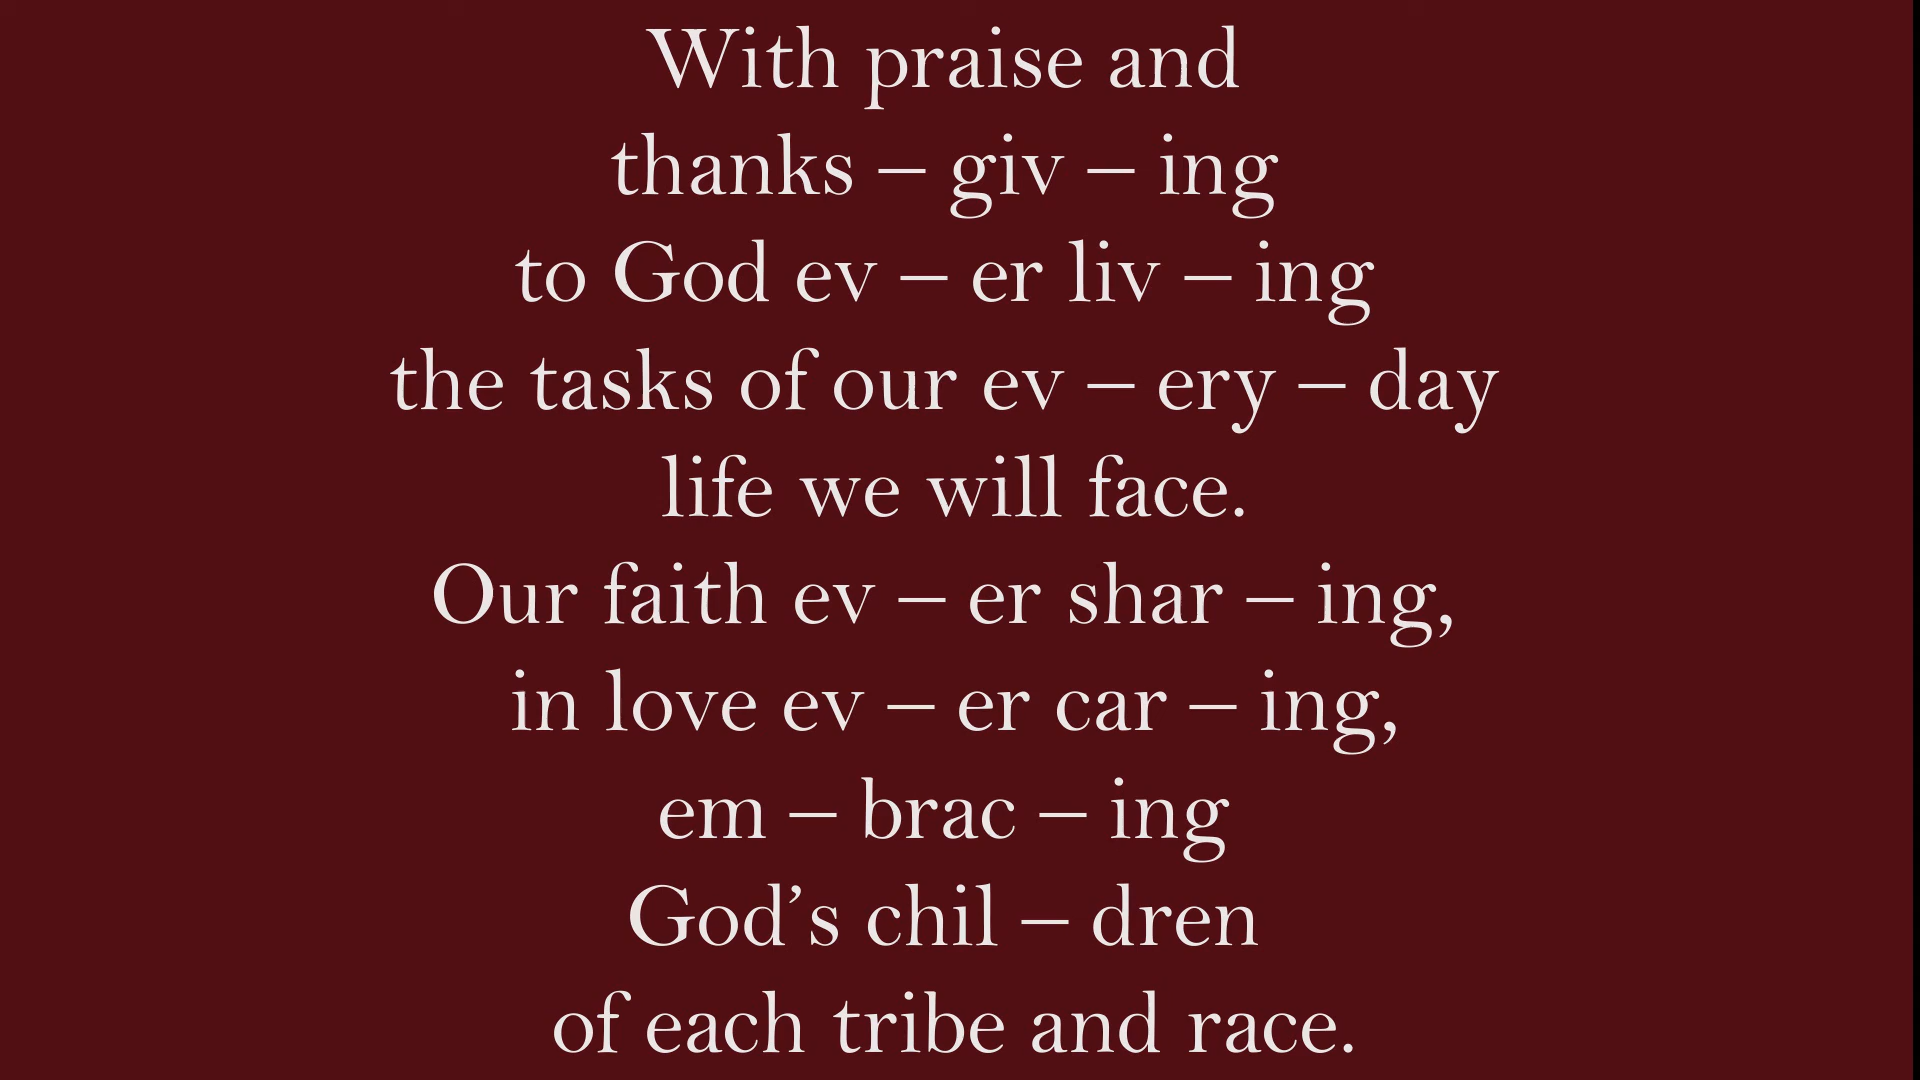 With praise and
thanks – giv – ing
to God ev – er liv – ing
the tasks of our ev – ery – day
life we will face.
Our faith ev – er shar – ing,
in love ev – er car – ing,
em – brac – ing
God’s chil – dren
of each tribe and race.